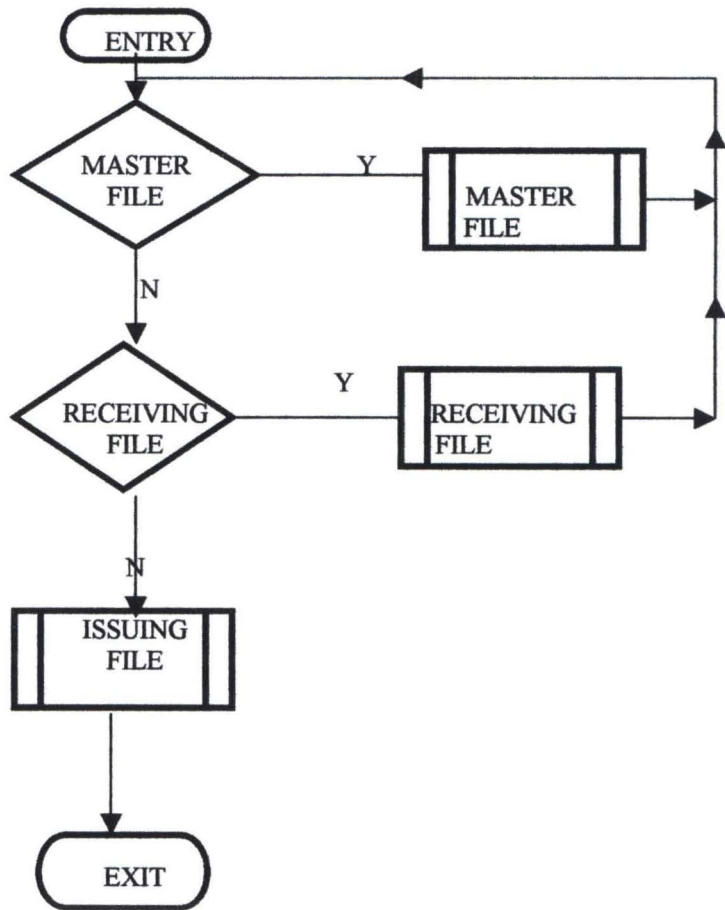 ENTRY
MASTER
FILE
Y
MASTER
FILE
N
RECEIVING
FILE
Y
RECEIVING
FILE
N
ISSUING
FILE
EXIT